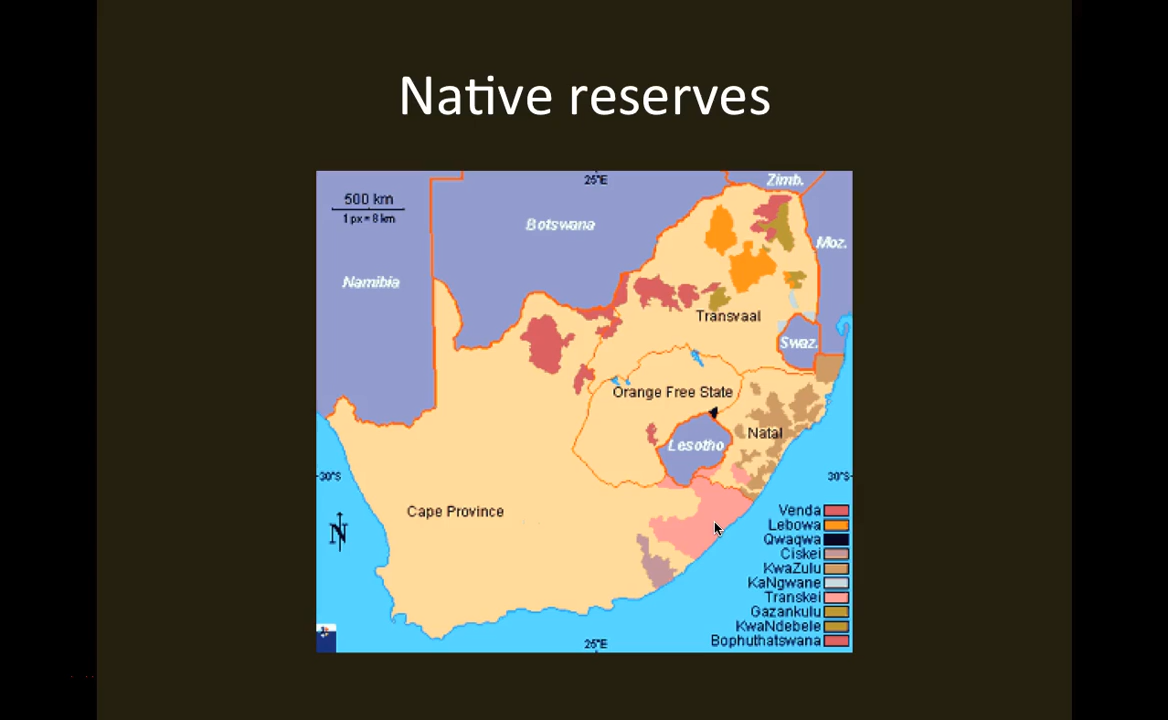 Native reserves
25°E
Zimb.
500 km
1 px = 8 km
Botswana
Moz.
Namibia
Transvaal
Swaz.
Orange Free State
Natal
Lesotho
30°S
30°S
Cape Province
N
Venda
Lebowa
Qwaqwa
Ciskei
KwaZulu
KaNgwane
Transkei
Gazankulu
KwaNdebele
Bophuthatswana
25°E